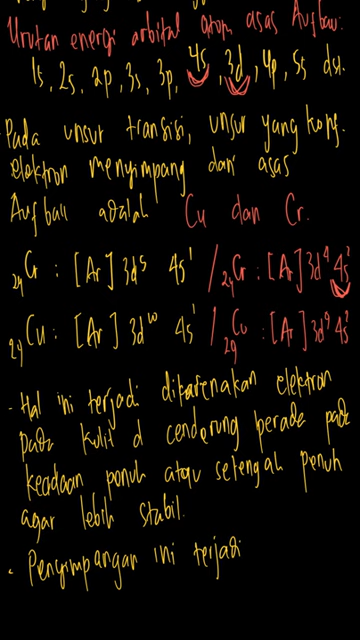 Urutan energi orbital atom asas Aufbau:
1s, 2s, 2p, 3s, 3p, 4s, 3d, 4p, 5s dst.
Pada unsur transisi, unsur yang konf.
elektron menyimpang dari asas
Aufbau adalah Cu dan Cr.
₂₄Cr : [Ar] 3d⁵ 4s¹ / ₂₄Cr : [Ar] 3d⁴ 4s²
₂₉Cu : [Ar] 3d¹⁰ 4s¹ / ₂₉Cu : [Ar] 3d⁹ 4s²
- Hal ini terjadi dikarenakan elektron
pada kulit d cenderung berada pada
keadaan penuh atau setengah penuh
agar lebih stabil.
- Penyimpangan ini terjadi